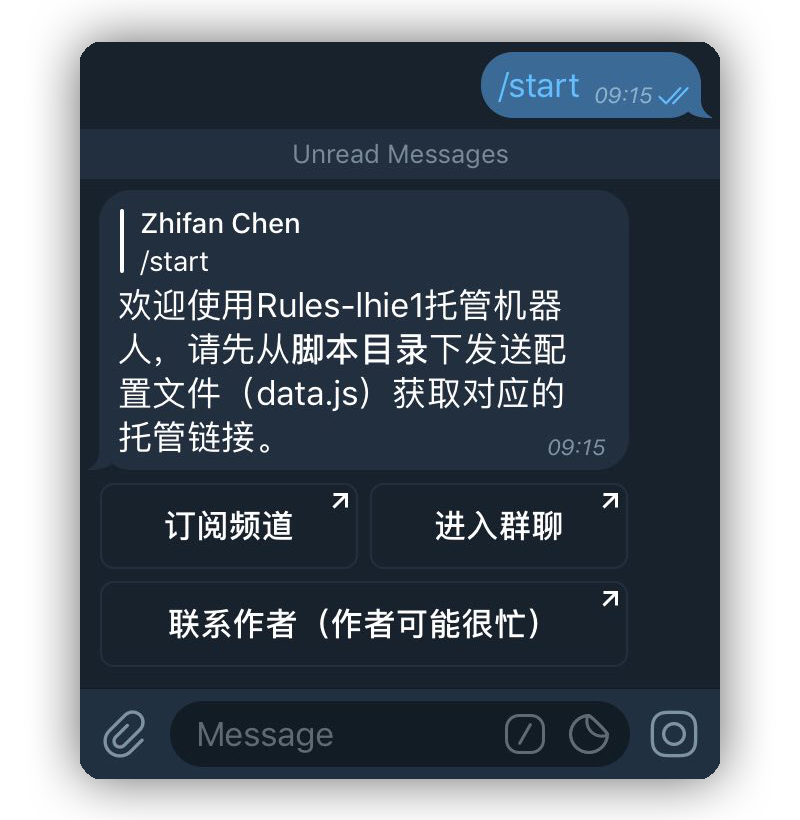 /start 09:15
Unread Messages
Zhifan Chen
/start
欢迎使用Rules-lhie1托管机器
人，请先从脚本目录下发送配
置文件（data.js）获取对应的
托管链接。 09:15
订阅频道 进入群聊
联系作者（作者可能很忙）
Message